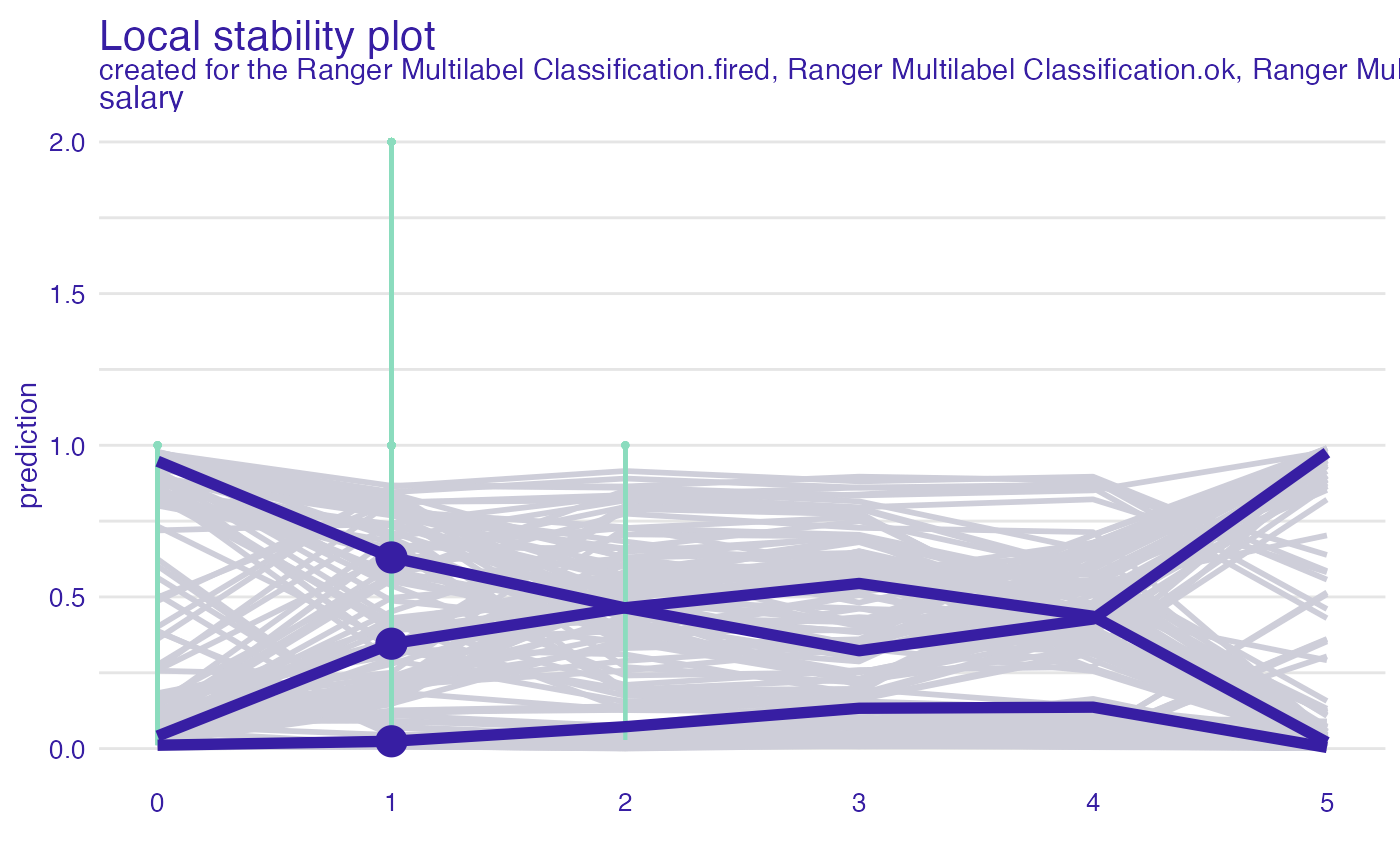 Local stability plot
created for the Ranger Multilabel Classification.fired, Ranger Multilabel Classification.ok, Ranger Mul
salary
2.0
1.5
1.0
0.5
0.0
prediction
0 1 2 3 4 5